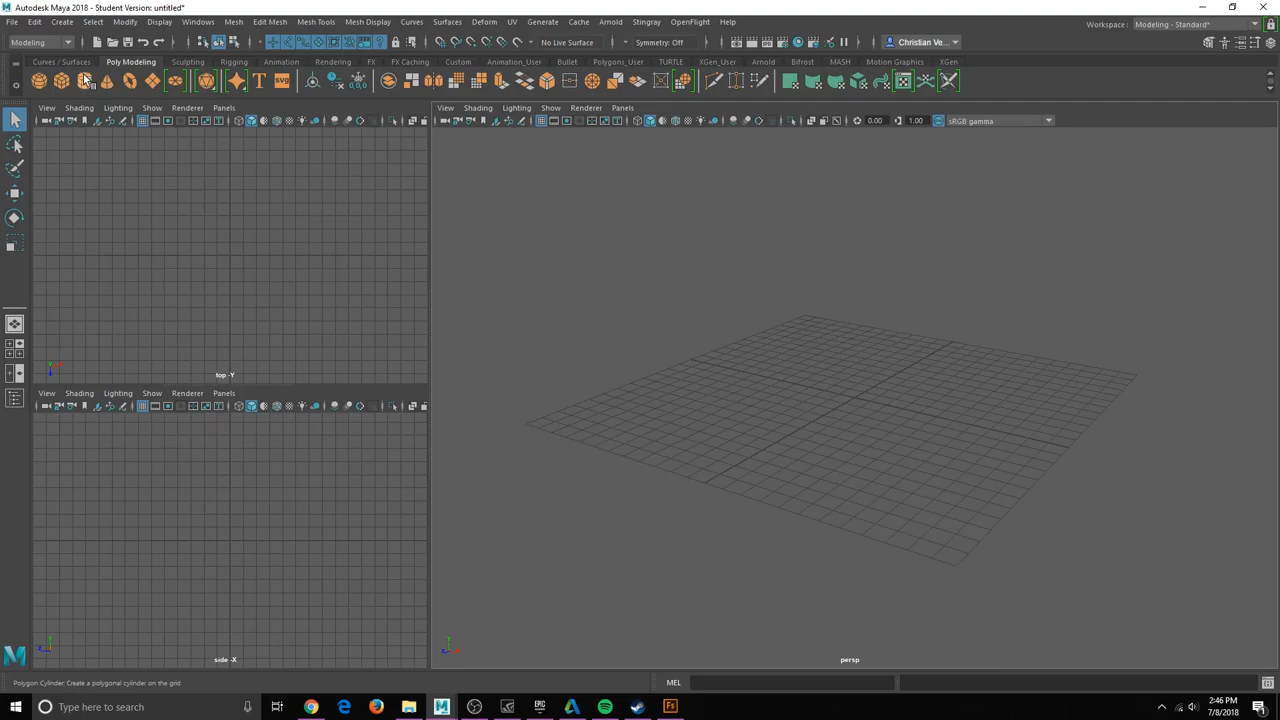 Autodesk Maya 2018 - Student Version: untitled*
File Edit Create Select Modify Display Windows Mesh Edit Mesh Mesh Tools Mesh Display Curves Surfaces Deform UV Generate Cache Arnold Stingray OpenFlight Help
Workspace : Modeling - Standard*
Modeling No Live Surface Symmetry: Off Christian Ve...
Curves / Surfaces Poly Modeling Sculpting Rigging Animation Rendering FX FX Caching Custom Animation_User Bullet Polygons_User TURTLE XGen_User Arnold Bifrost MASH Motion Graphics XGen
T SVG 0,0,0
View Shading Lighting Show Renderer Panels
View Shading Lighting Show Renderer Panels
0.00 1.00 sRGB gamma
top -Y
View Shading Lighting Show Renderer Panels
side -X
persp
Polygon Cylinder: Create a polygonal cylinder on the grid
MEL
Type here to search
2:46 PM
7/8/2018